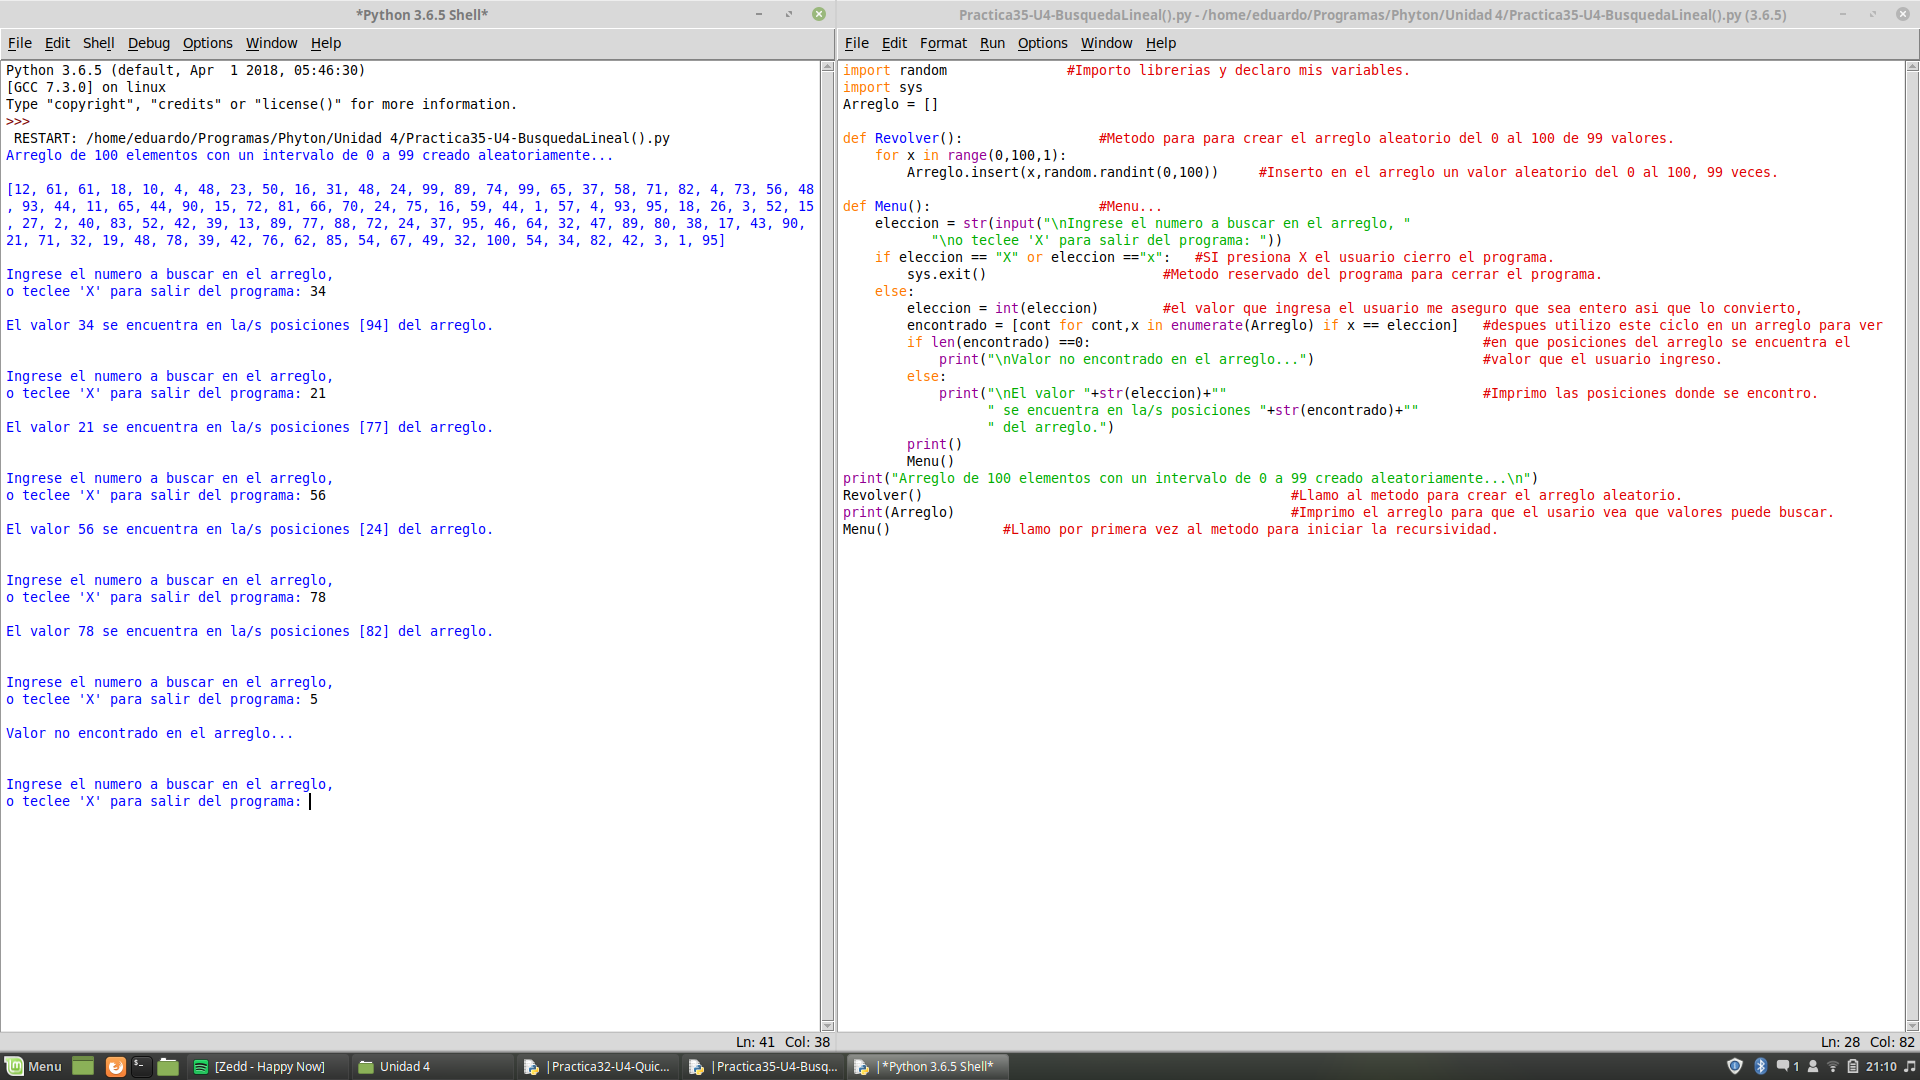 *Python 3.6.5 Shell*
File Edit Shell Debug Options Window Help
Python 3.6.5 (default, Apr  1 2018, 05:46:30)
[GCC 7.3.0] on linux
Type "copyright", "credits" or "license()" for more information.
>>>
 RESTART: /home/eduardo/Programas/Phyton/Unidad 4/Practica35-U4-BusquedaLineal().py
Arreglo de 100 elementos con un intervalo de 0 a 99 creado aleatoriamente...
[12, 61, 61, 18, 10, 4, 48, 23, 50, 16, 31, 48, 24, 99, 89, 74, 99, 65, 37, 58, 71, 82, 4, 73, 56, 48
, 93, 44, 11, 65, 44, 90, 15, 72, 81, 66, 70, 24, 75, 16, 59, 44, 1, 57, 4, 93, 95, 18, 26, 3, 52, 15
, 27, 2, 40, 83, 52, 42, 39, 13, 89, 77, 88, 72, 24, 37, 95, 46, 64, 32, 47, 89, 80, 38, 17, 43, 90,
21, 71, 32, 19, 48, 78, 39, 42, 76, 62, 85, 54, 67, 49, 32, 100, 54, 34, 82, 42, 3, 1, 95]
Ingrese el numero a buscar en el arreglo,
o teclee 'X' para salir del programa: 34
El valor 34 se encuentra en la/s posiciones [94] del arreglo.
Ingrese el numero a buscar en el arreglo,
o teclee 'X' para salir del programa: 21
El valor 21 se encuentra en la/s posiciones [77] del arreglo.
Ingrese el numero a buscar en el arreglo,
o teclee 'X' para salir del programa: 56
El valor 56 se encuentra en la/s posiciones [24] del arreglo.
Ingrese el numero a buscar en el arreglo,
o teclee 'X' para salir del programa: 78
El valor 78 se encuentra en la/s posiciones [82] del arreglo.
Ingrese el numero a buscar en el arreglo,
o teclee 'X' para salir del programa: 5
Valor no encontrado en el arreglo...
Ingrese el numero a buscar en el arreglo,
o teclee 'X' para salir del programa:
Ln: 41 Col: 38
Practica35-U4-BusquedaLineal().py - /home/eduardo/Programas/Phyton/Unidad 4/Practica35-U4-BusquedaLineal().py (3.6.5)
File Edit Format Run Options Window Help
import random               #Importo librerias y declaro mis variables.
import sys
Arreglo = []
def Revolver():                 #Metodo para para crear el arreglo aleatorio del 0 al 100 de 99 valores.
    for x in range(0,100,1):
        Arreglo.insert(x,random.randint(0,100))     #Inserto en el arreglo un valor aleatorio del 0 al 100, 99 veces.
def Menu():                     #Menu...
    eleccion = str(input("\nIngrese el numero a buscar en el arreglo, "
           "\no teclee 'X' para salir del programa: "))
    if eleccion == "X" or eleccion =="x":   #SI presiona X el usuario cierro el programa.
        sys.exit()                      #Metodo reservado del programa para cerrar el programa.
    else:
        eleccion = int(eleccion)        #el valor que ingresa el usuario me aseguro que sea entero asi que lo convierto,
        encontrado = [cont for cont,x in enumerate(Arreglo) if x == eleccion]   #despues utilizo este ciclo en un arreglo para ver
        if len(encontrado) ==0:                                                 #en que posiciones del arreglo se encuentra el
            print("\nValor no encontrado en el arreglo...")                     #valor que el usuario ingreso.
        else:
            print("\nEl valor "+str(eleccion)+""                                #Imprimo las posiciones donde se encontro.
                  " se encuentra en la/s posiciones "+str(encontrado)+""
                  " del arreglo.")
        print()
        Menu()
print("Arreglo de 100 elementos con un intervalo de 0 a 99 creado aleatoriamente...\n")
Revolver()                                              #Llamo al metodo para crear el arreglo aleatorio.
print(Arreglo)                                          #Imprimo el arreglo para que el usario vea que valores puede buscar.
Menu()              #Llamo por primera vez al metodo para iniciar la recursividad.
Ln: 28 Col: 82
Menu [Zedd - Happy Now] Unidad 4 |Practica32-U4-Quic... |Practica35-U4-Busq... |*Python 3.6.5 Shell* 1 21:10